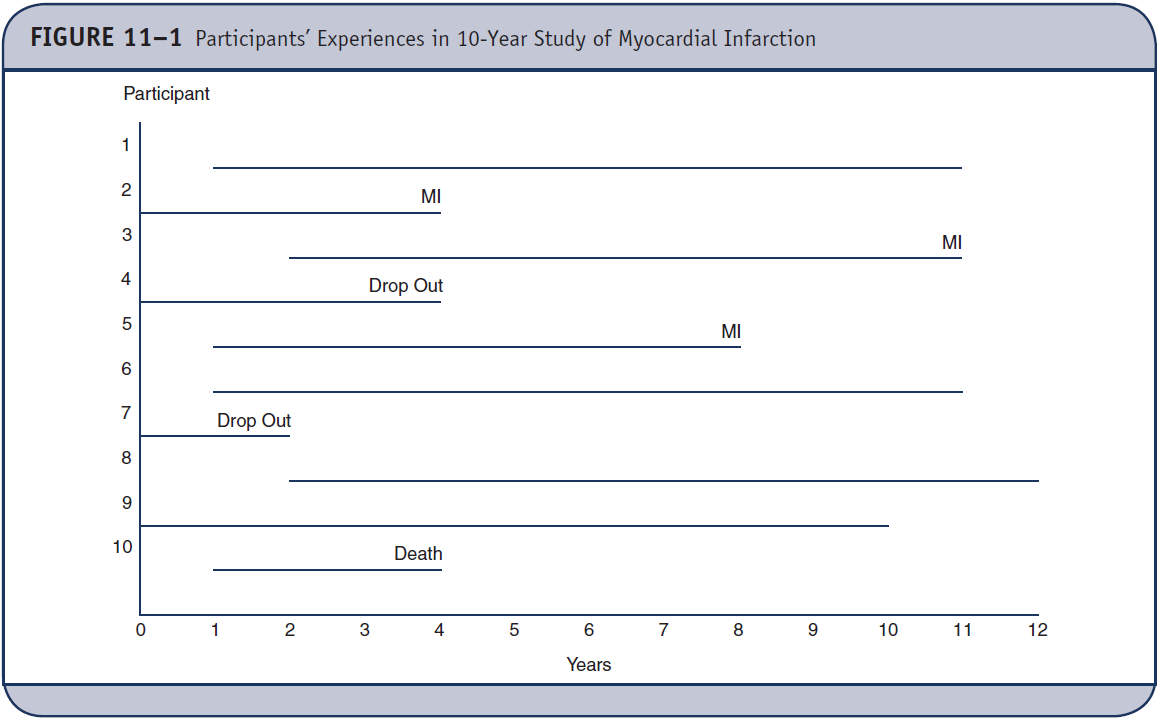 FIGURE 11–1 Participants’ Experiences in 10-Year Study of Myocardial Infarction
Participant
1
2
MI
3
MI
4
Drop Out
5
MI
6
7
Drop Out
8
9
10
Death
0 1 2 3 4 5 6 7 8 9 10 11 12
Years